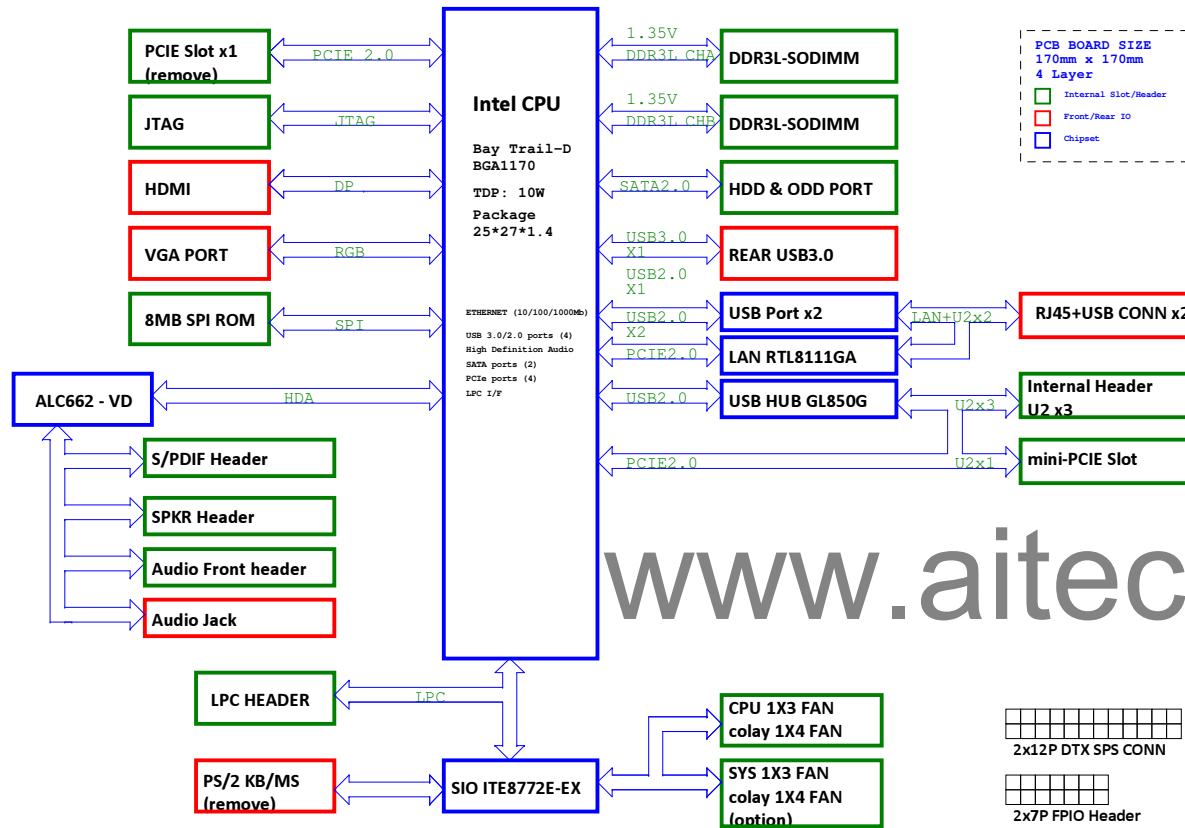 PCIE Slot x1
(remove)
PCIE 2.0
JTAG
JTAG
HDMI
DP
VGA PORT
RGB
8MB SPI ROM
SPI
ALC662 - VD
HDA
S/PDIF Header
SPKR Header
Audio Front header
Audio Jack
LPC HEADER
LPC
PS/2 KB/MS
(remove)
Intel CPU
Bay Trail-D
BGA1170
TDP: 10W
Package
25*27*1.4
ETHERNET (10/100/1000Mb)
USB 3.0/2.0 ports (4)
High Definition Audio
SATA ports (2)
PCIe ports (4)
LPC I/F
SIO ITE8772E-EX
1.35V
DDR3L CHA
DDR3L-SODIMM
1.35V
DDR3L CHB
DDR3L-SODIMM
SATA2.0
HDD & ODD PORT
USB3.0
X1
REAR USB3.0
USB2.0
X1
USB2.0
X2
USB Port x2
LAN+U2x2
RJ45+USB CONN x2
PCIE2.0
LAN RTL8111GA
USB2.0
USB HUB GL850G
U2x3
Internal Header
U2 x3
PCIE2.0
U2x1
mini-PCIE Slot
www.aitec
CPU 1X3 FAN
colay 1X4 FAN
SYS 1X3 FAN
colay 1X4 FAN
(option)
PCB BOARD SIZE
170mm x 170mm
4 Layer
Internal Slot/Header
Front/Rear IO
Chipset
2x12P DTX SPS CONN
2x7P FPIO Header